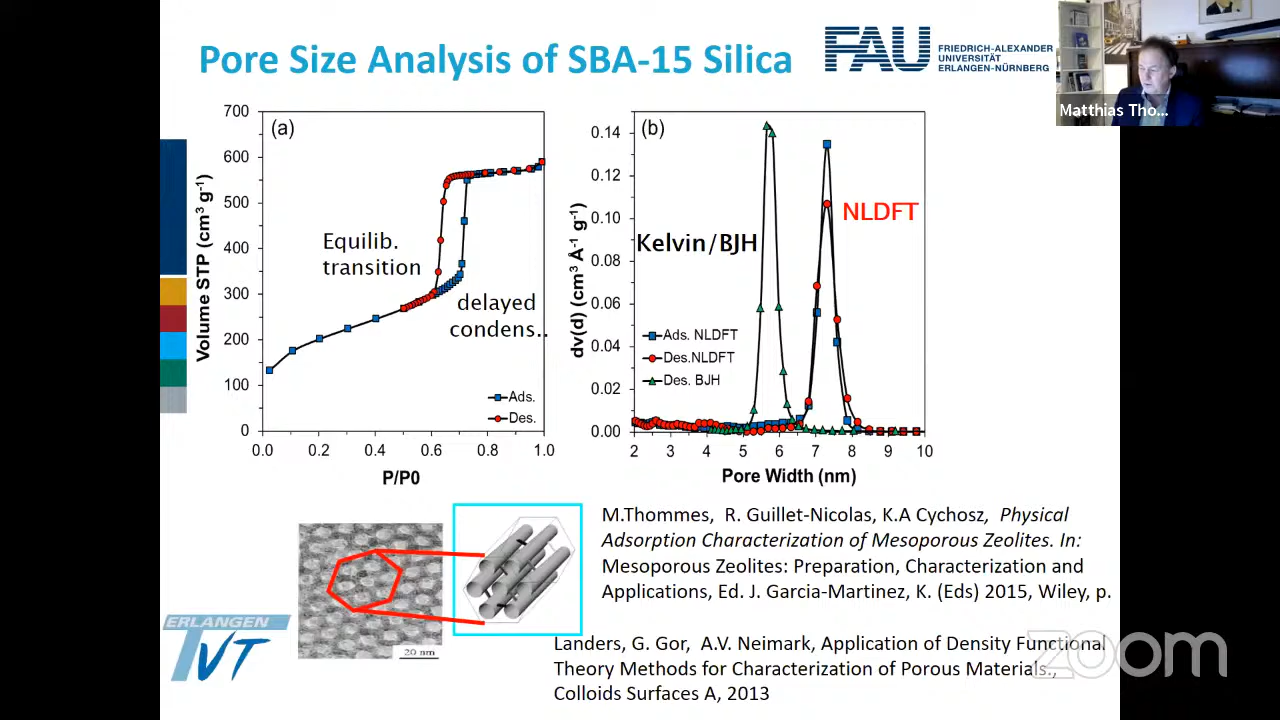 Pore Size Analysis of SBA-15 Silica
FAU
FRIEDRICH-ALEXANDER
UNIVERSITÄT
ERLANGEN-NÜRNBERG
Matthias Tho...
(a)
700
600
500
400
300
200
100
0
Volume STP (cm³ g⁻¹)
Equilib.
transition
delayed
condens..
Ads.
Des.
0.0 0.2 0.4 0.6 0.8 1.0
P/P0
(b)
0.14
0.12
0.10
0.08
0.06
0.04
0.02
0.00
dv(d) (cm³ Å⁻¹ g⁻¹)
Kelvin/BJH
NLDFT
Ads. NLDFT
Des.NLDFT
Des. BJH
2 3 4 5 6 7 8 9 10
Pore Width (nm)
20 nm
M.Thommes, R. Guillet-Nicolas, K.A Cychosz, Physical
Adsorption Characterization of Mesoporous Zeolites. In:
Mesoporous Zeolites: Preparation, Characterization and
Applications, Ed. J. Garcia-Martinez, K. (Eds) 2015, Wiley, p.
Landers, G. Gor, A.V. Neimark, Application of Density Functional
Theory Methods for Characterization of Porous Materials.,
Colloids Surfaces A, 2013
ERLANGEN
TVT
zoom